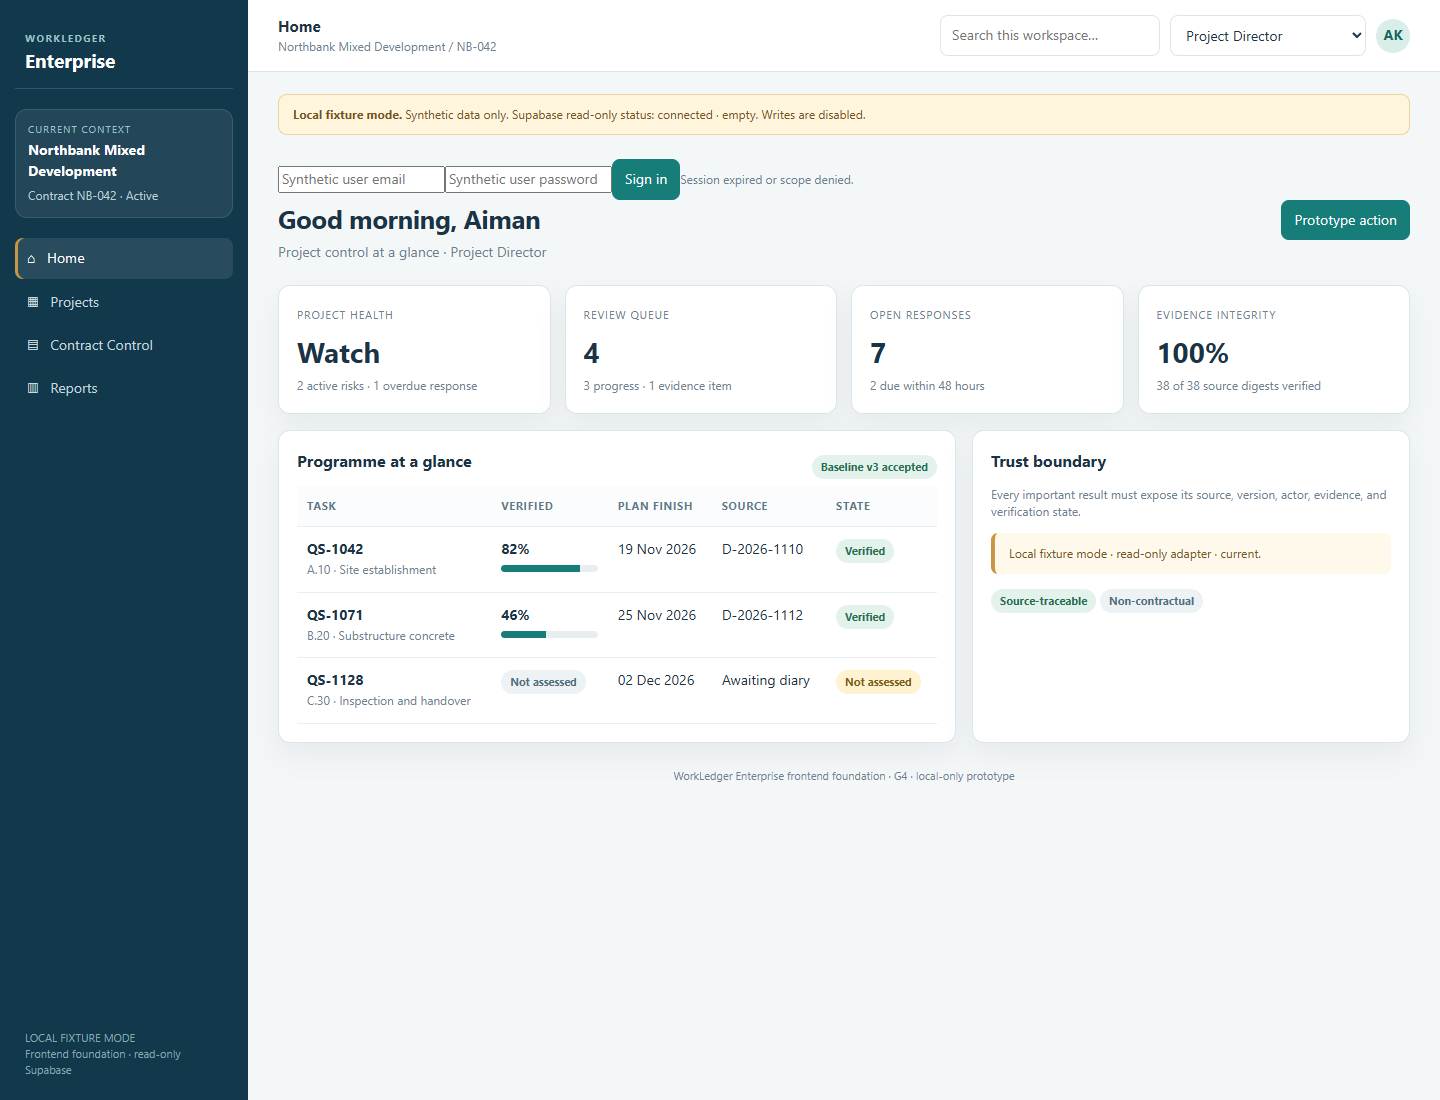 WORKLEDGER
Enterprise
CURRENT CONTEXT
Northbank Mixed
Development
Contract NB-042 · Active
Home
Projects
Contract Control
Reports
LOCAL FIXTURE MODE
Frontend foundation · read-only
Supabase
Home
Northbank Mixed Development / NB-042
Search this workspace...
Project Director
AK
Local fixture mode. Synthetic data only. Supabase read-only status: connected · empty. Writes are disabled.
Synthetic user email
Synthetic user password
Sign in
Session expired or scope denied.
Good morning, Aiman
Project control at a glance · Project Director
Prototype action
PROJECT HEALTH
Watch
2 active risks · 1 overdue response
REVIEW QUEUE
4
3 progress · 1 evidence item
OPEN RESPONSES
7
2 due within 48 hours
EVIDENCE INTEGRITY
100%
38 of 38 source digests verified
Programme at a glance
Baseline v3 accepted
TASK VERIFIED PLAN FINISH SOURCE STATE
QS-1042 82% 19 Nov 2026 D-2026-1110 Verified
A.10 · Site establishment
QS-1071 46% 25 Nov 2026 D-2026-1112 Verified
B.20 · Substructure concrete
QS-1128 Not assessed 02 Dec 2026 Awaiting diary Not assessed
C.30 · Inspection and handover
Trust boundary
Every important result must expose its source, version, actor, evidence, and
verification state.
Local fixture mode · read-only adapter · current.
Source-traceable
Non-contractual
WorkLedger Enterprise frontend foundation · G4 · local-only prototype